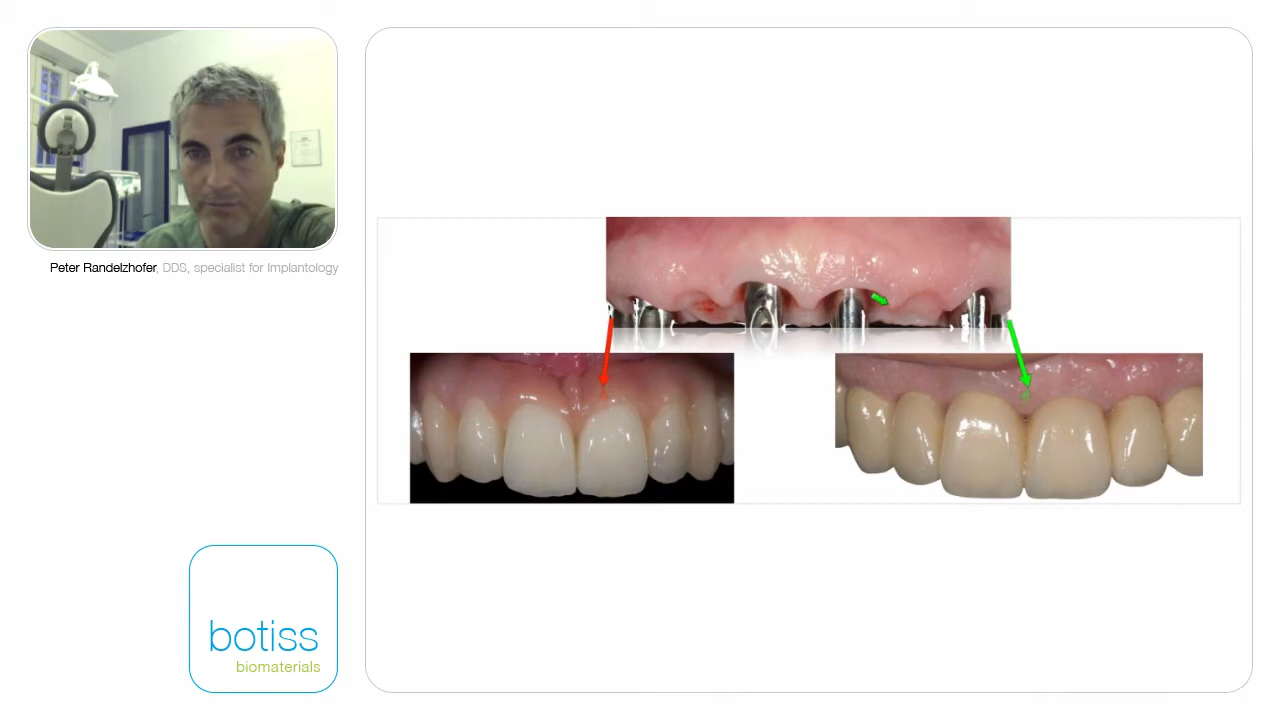 Peter Randelzhofer, DDS, specialist for Implantology
botiss
biomaterials